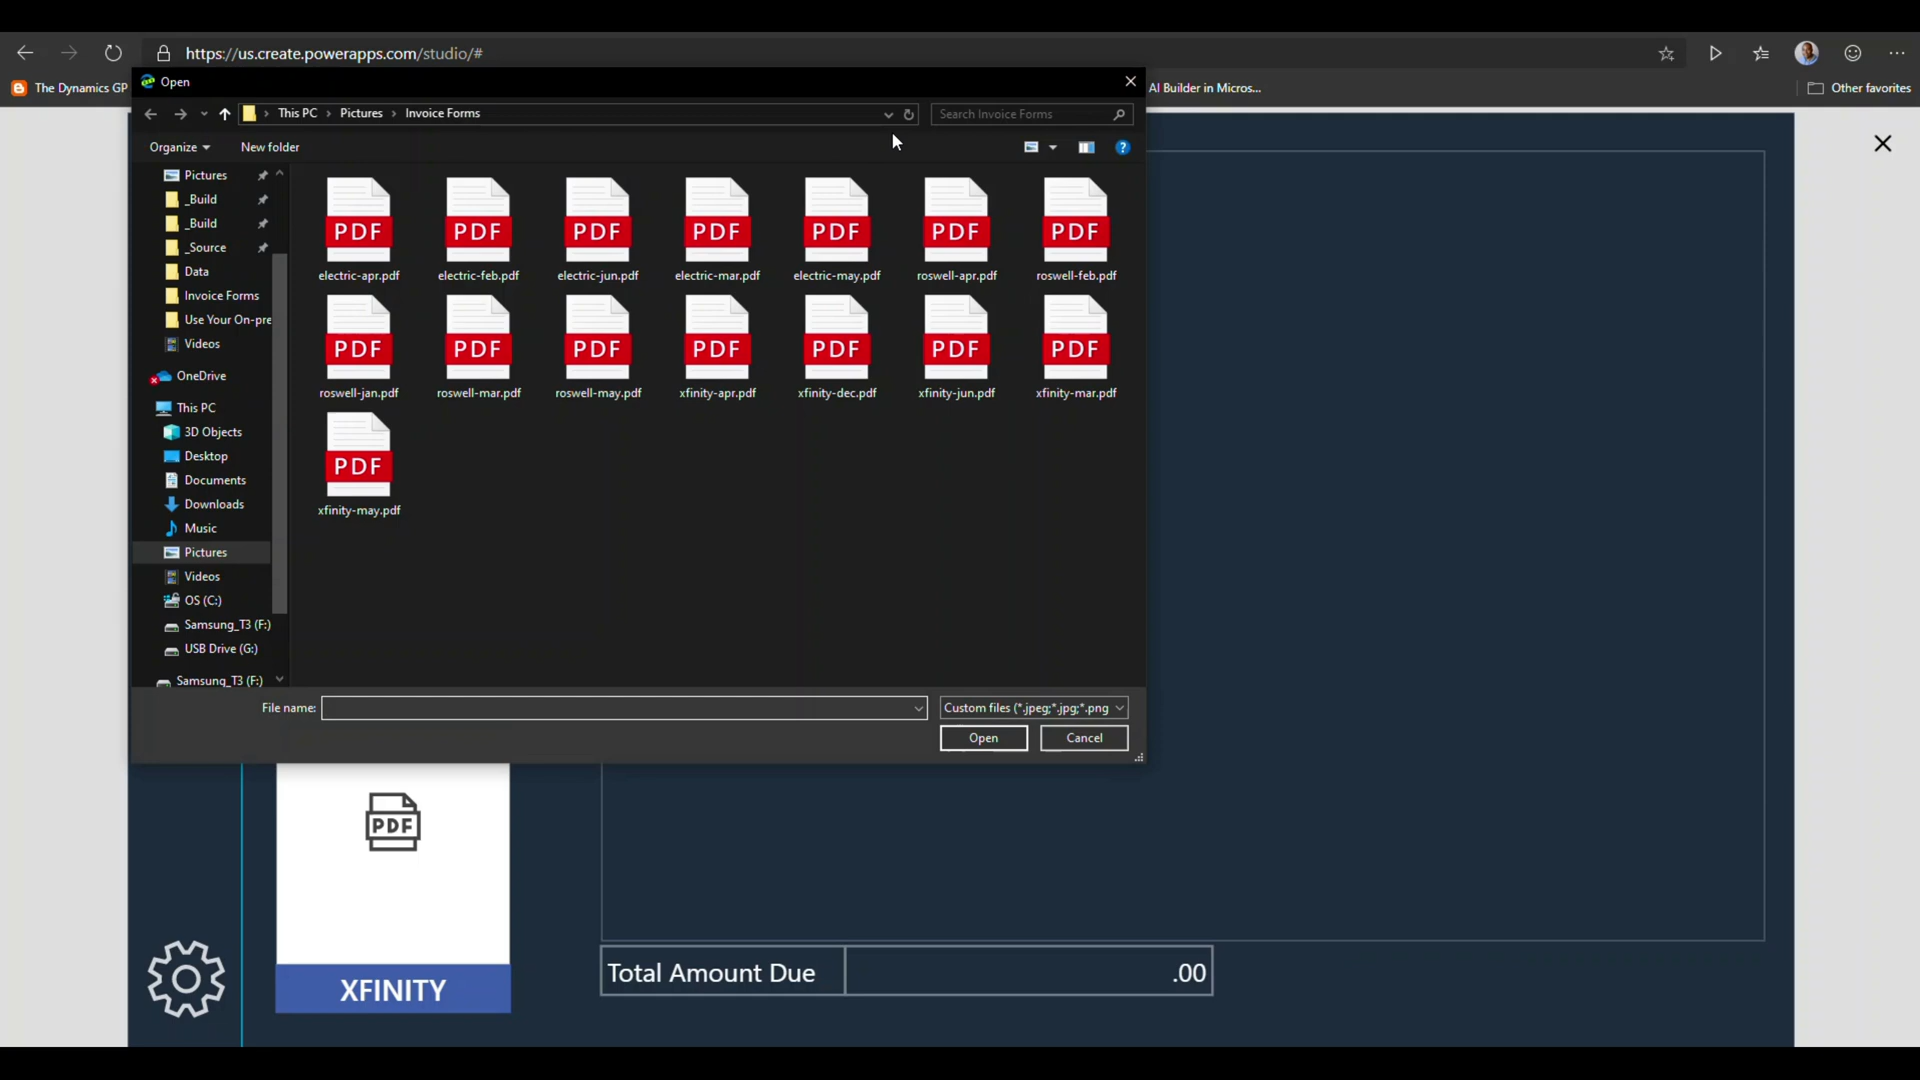 https://us.create.powerapps.com/studio/#
The Dynamics GP
AI Builder in Micros...
Other favorites
Open
This PC > Pictures > Invoice Forms
Search Invoice Forms
Organize
New folder
Pictures
_Build
_Build
_Source
Data
Invoice Forms
Use Your On-pre
Videos
OneDrive
This PC
3D Objects
Desktop
Documents
Downloads
Music
Pictures
Videos
OS (C:)
Samsung_T3 (F:)
USB Drive (G:)
Samsung_T3 (F:)
PDF PDF PDF PDF PDF PDF PDF
electric-apr.pdf electric-feb.pdf electric-jun.pdf electric-mar.pdf electric-may.pdf roswell-apr.pdf roswell-feb.pdf
PDF PDF PDF PDF PDF PDF PDF
roswell-jan.pdf roswell-mar.pdf roswell-may.pdf xfinity-apr.pdf xfinity-dec.pdf xfinity-jun.pdf xfinity-mar.pdf
PDF
xfinity-may.pdf
File name:
Custom files (*.jpeg;*.jpg;*.png
Open
Cancel
PDF
XFINITY
Total Amount Due
.00